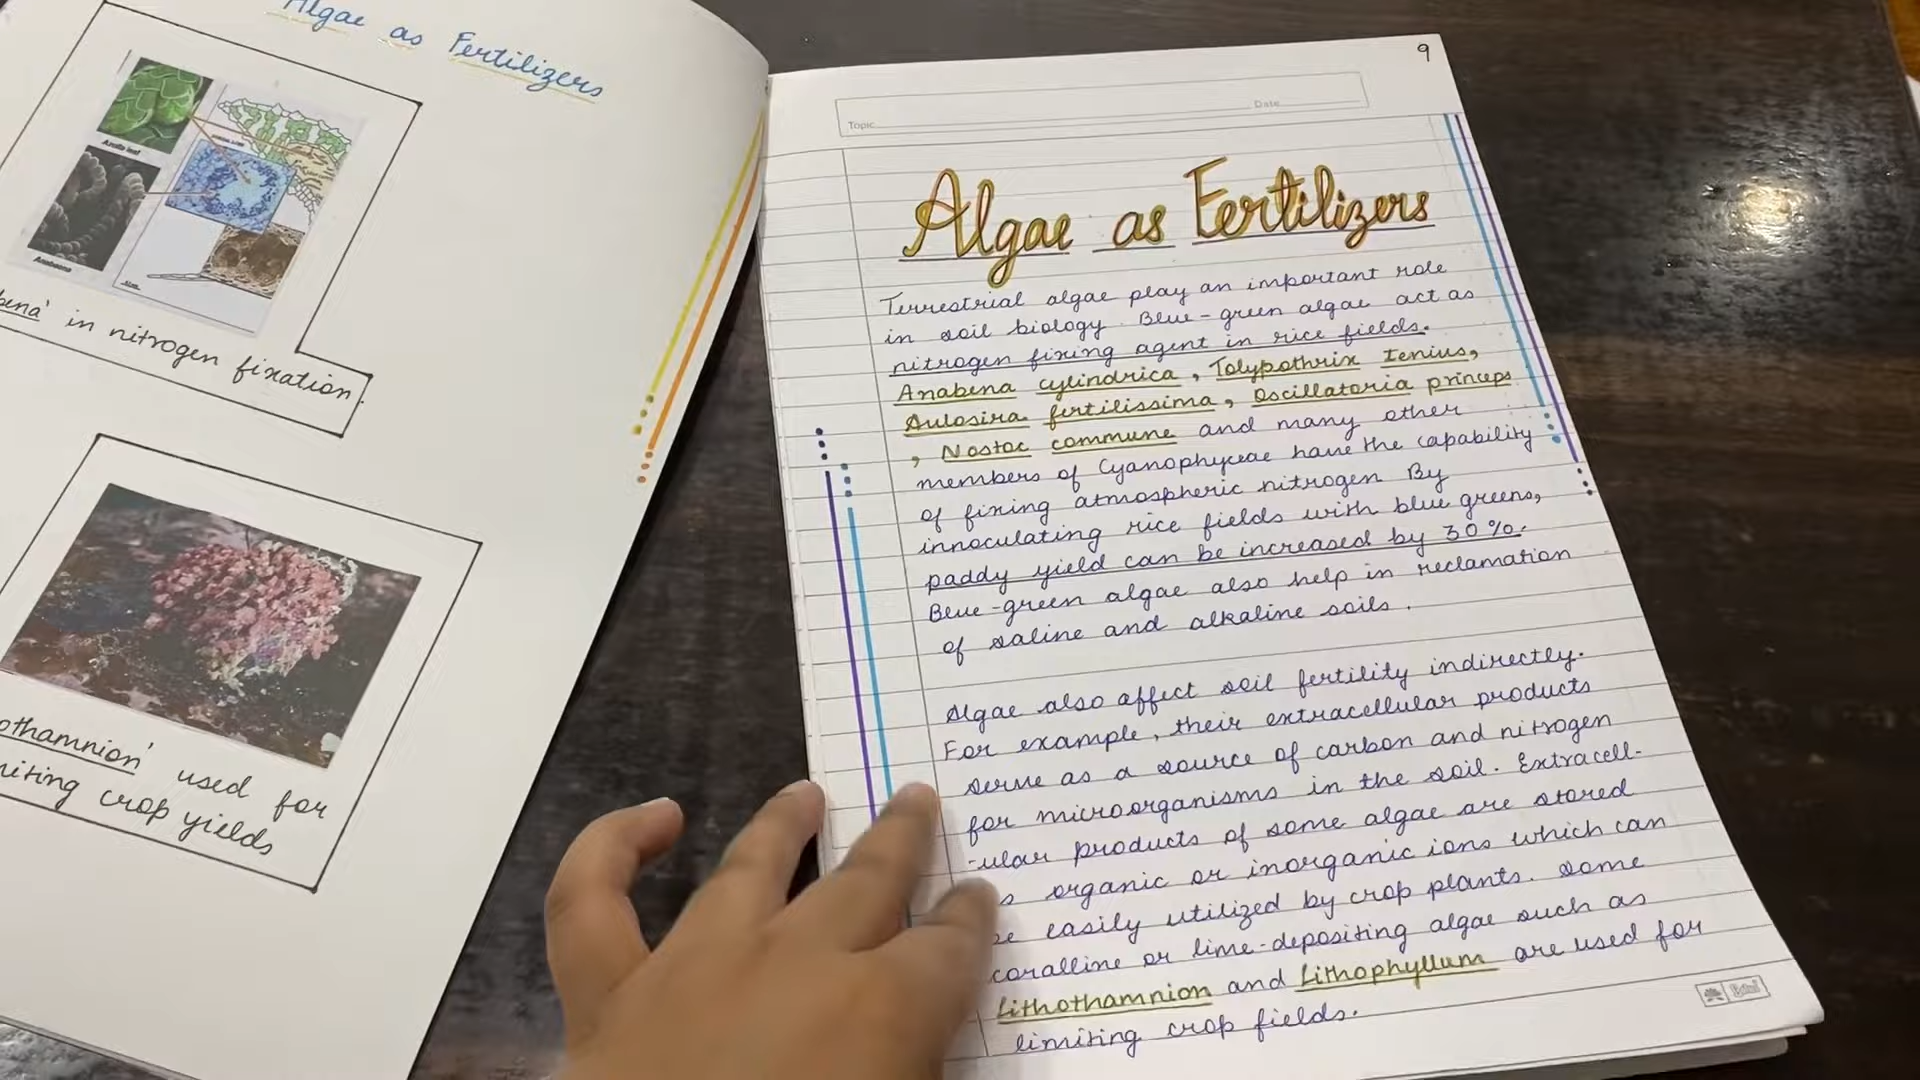 Algae as Fertilizers
Azolla leaf
Anabaena
in nitrogen fixation.
used for
crop yields
9
Topic Date
Algae as Fertilizers
Terrestrial algae play an important role
in soil biology. Blue-green algae act as
nitrogen fixing agent in rice fields.
Anabena cylindrica, Tolypothrix tenius,
Aulosira fertilissima, Oscillatoria princeps
, Nostoc commune and many other
members of Cyanophyceae have the capability
of fixing atmospheric nitrogen By
innoculating rice fields with blue greens,
paddy yield can be increased by 30%.
Blue-green algae also help in reclamation
of saline and alkaline soils.
Algae also affect soil fertility indirectly.
For example, their extracellular products
serve as a source of carbon and nitrogen
for microorganisms in the soil. Extracell-
-ular products of some algae are stored
organic or inorganic ions which can
easily utilized by crop plants. Some
coralline or lime-depositing algae such as
Lithothamnion and Lithophyllum are used for
limiting crop fields.